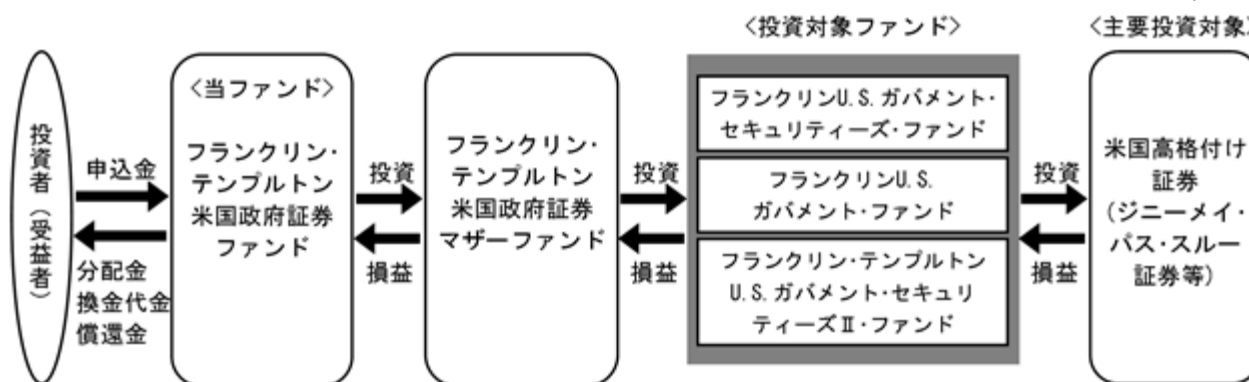 <投資対象ファンド>
<主要投資対象>
投資者(受益者)
申込金
分配金
換金代金
償還金
<当ファンド>
フランクリン・
テンプルトン
米国政府証券
ファンド
投資
損益
フランクリン・
テンプルトン
米国政府証券
マザーファンド
投資
損益
フランクリンU.S.ガバメント・
セキュリティーズ・ファンド
フランクリンU.S.
ガバメント・ファンド
フランクリン・テンプルトン
U.S.ガバメント・セキュリ
ティーズⅡ・ファンド
投資
損益
米国高格付け
証券
(ジニーメイ・
パス・スルー
証券等)